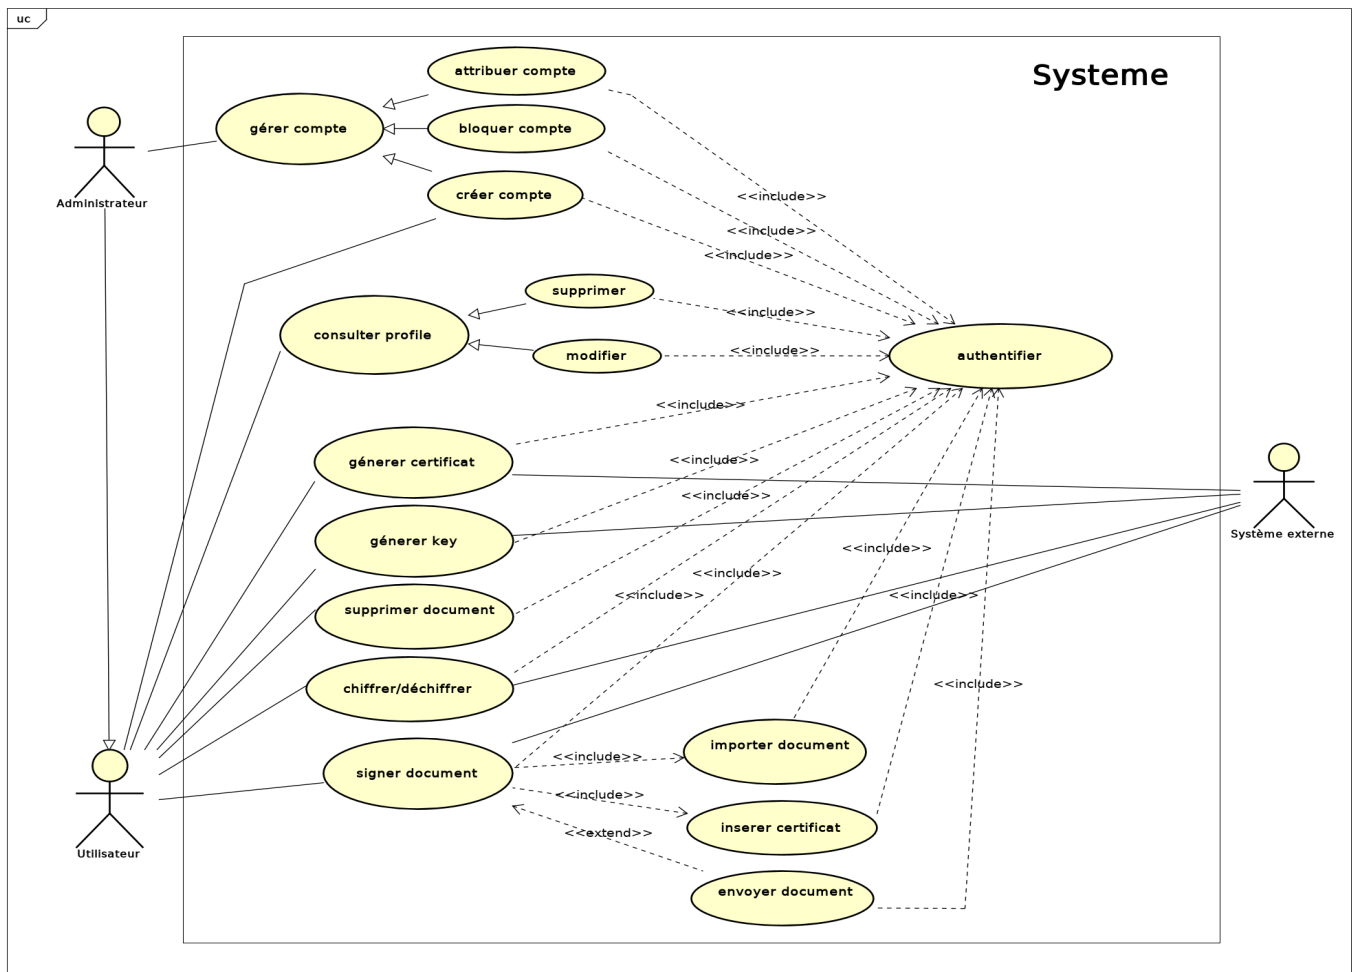 uc
Systeme
attribuer compte
gérer compte
bloquer compte
créer compte
Administrateur
<<include>>
<<include>>
<<include>>
supprimer
<<include>>
consulter profile
modifier
<<include>>
authentifier
<<include>>
génerer certificat
<<include>>
<<include>>
Système externe
génerer key
<<include>>
<<include>>
<<include>>
<<include>>
supprimer document
chiffrer/déchiffrer
<<include>>
importer document
<<include>>
signer document
<<include>>
inserer certificat
<<extend>>
Utilisateur
envoyer document